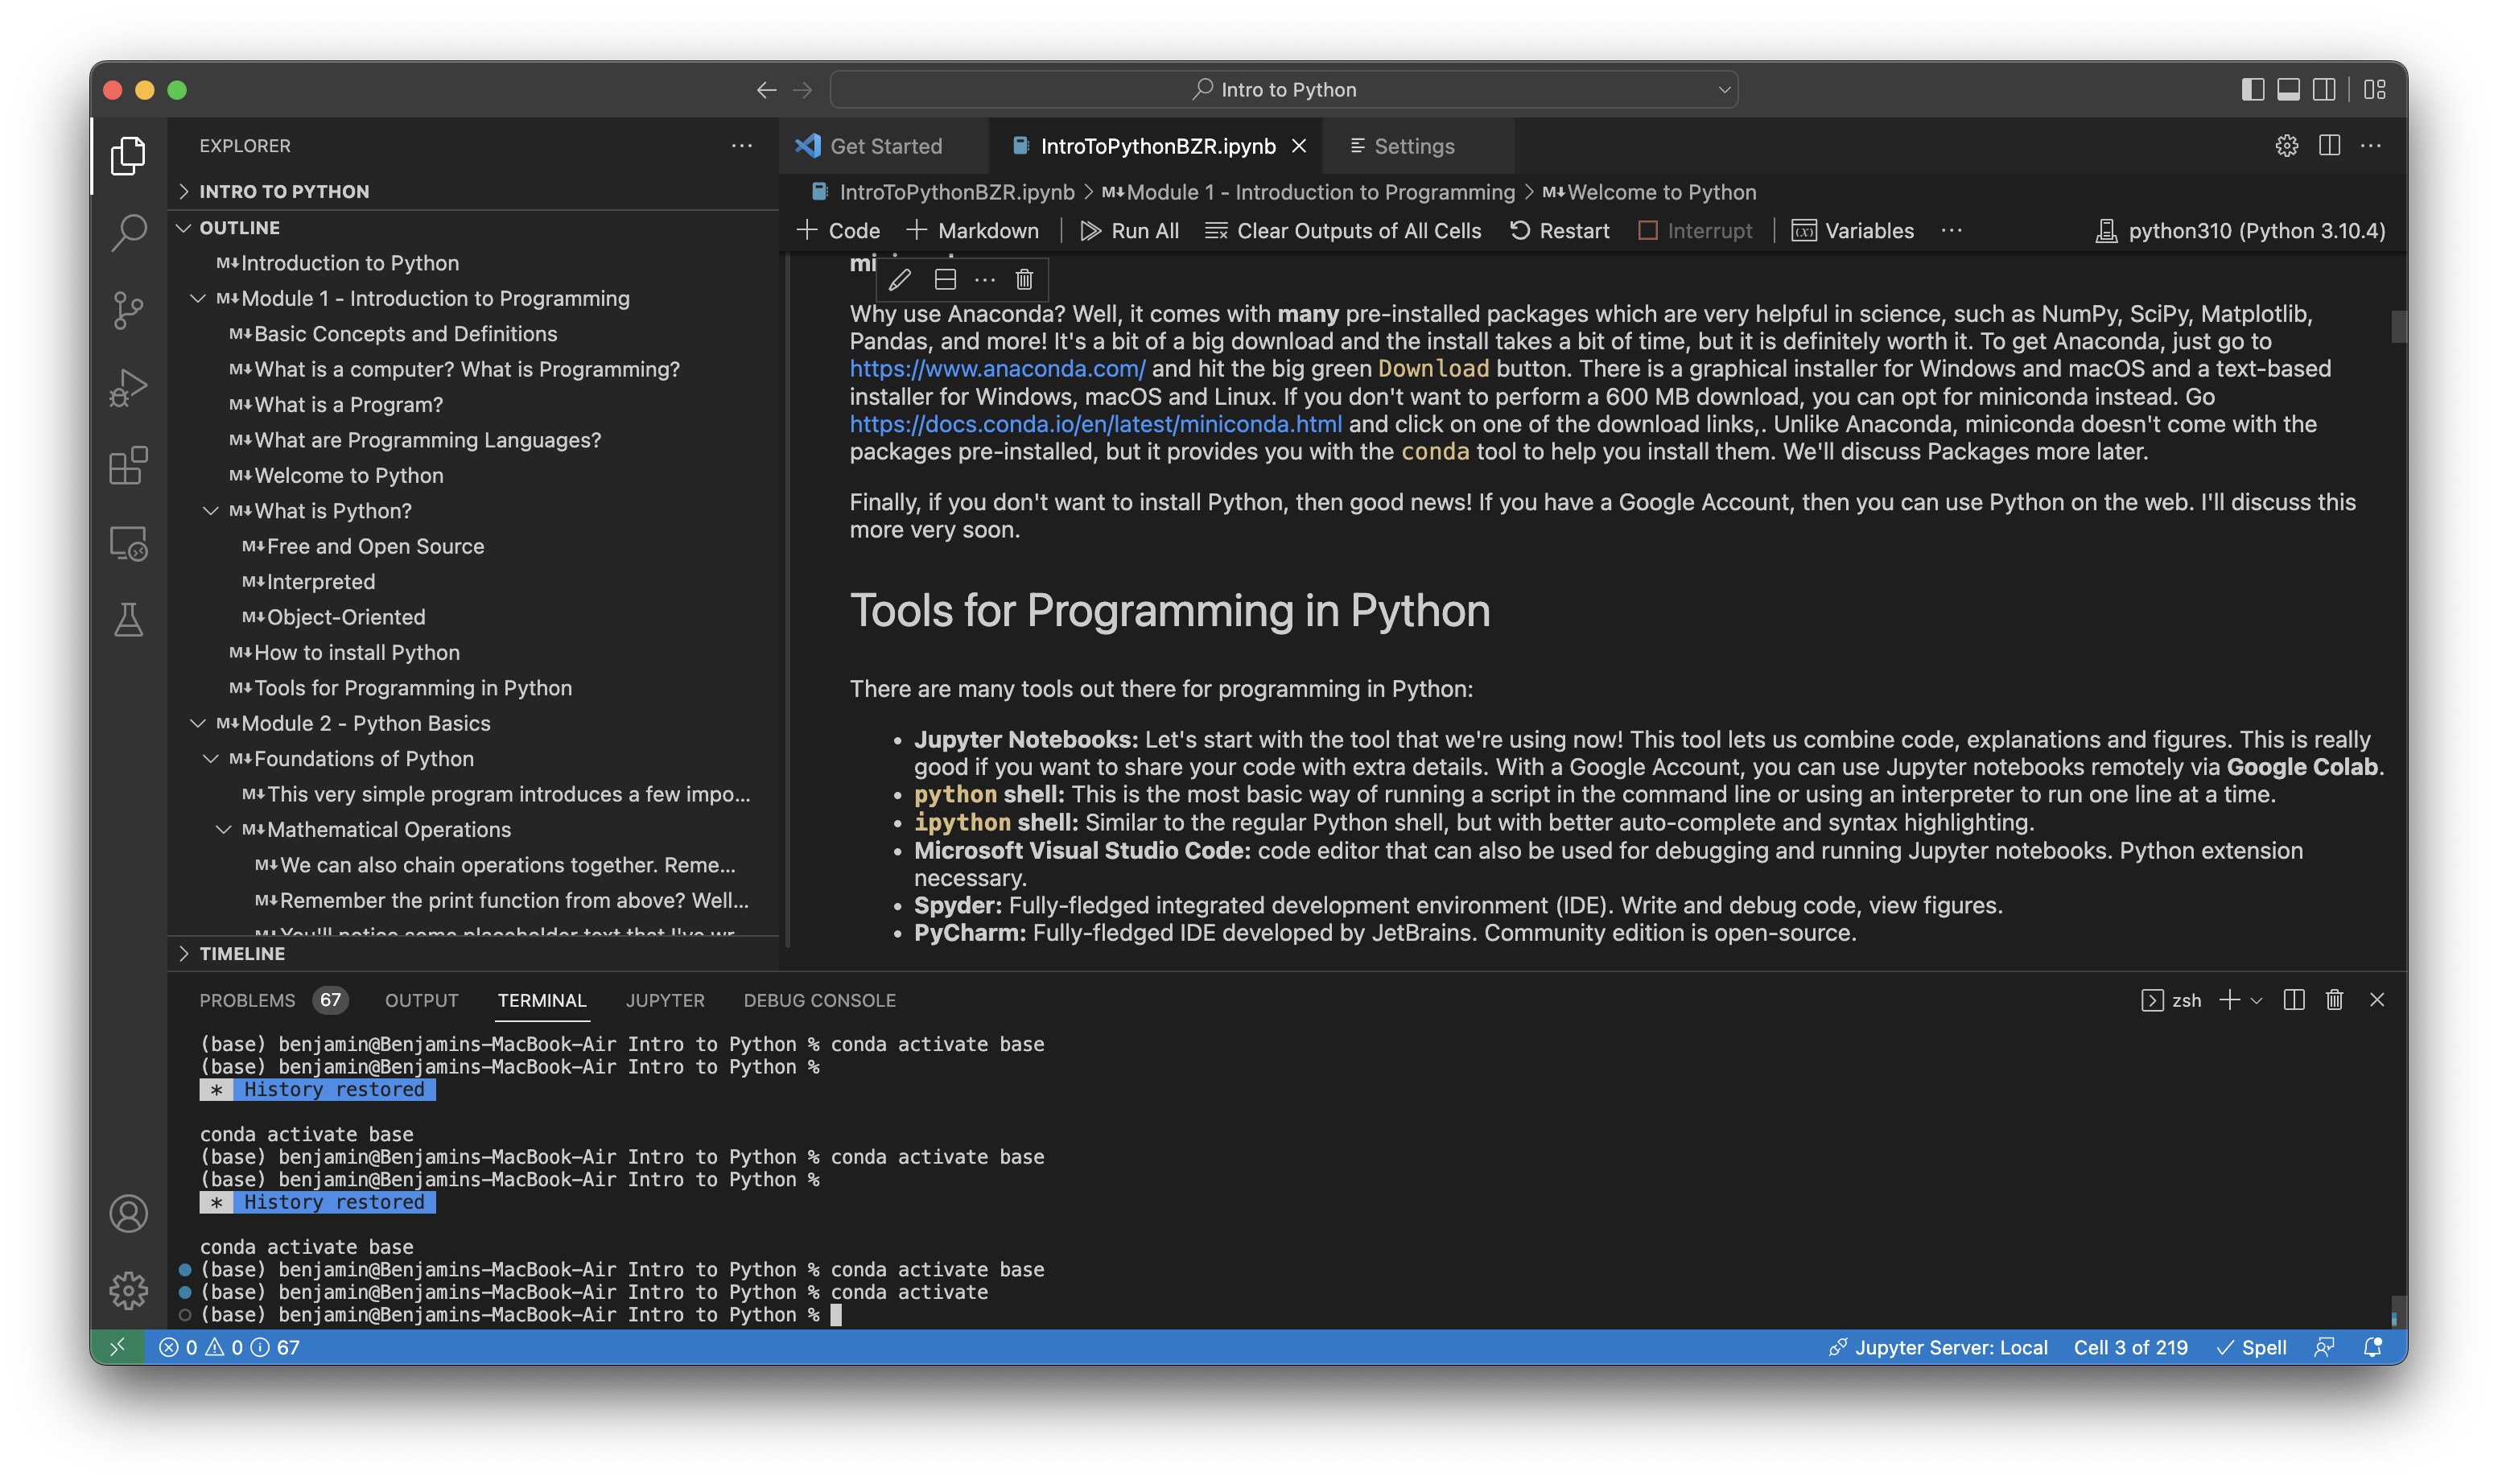 Intro to Python
EXPLORER
INTRO TO PYTHON
OUTLINE
Introduction to Python
Module 1 - Introduction to Programming
Basic Concepts and Definitions
What is a computer? What is Programming?
What is a Program?
What are Programming Languages?
Welcome to Python
What is Python?
Free and Open Source
Interpreted
Object-Oriented
How to install Python
Tools for Programming in Python
Module 2 - Python Basics
Foundations of Python
This very simple program introduces a few impo...
Mathematical Operations
We can also chain operations together. Reme...
Remember the print function from above? Well...
You'll notice some placeholder text that I've wr...
TIMELINE
Get Started
IntroToPythonBZR.ipynb
Settings
IntroToPythonBZR.ipynb > M↓Module 1 - Introduction to Programming > M↓Welcome to Python
Code Markdown Run All Clear Outputs of All Cells Restart Interrupt Variables ... python310 (Python 3.10.4)
Why use Anaconda? Well, it comes with many pre-installed packages which are very helpful in science, such as NumPy, SciPy, Matplotlib,
Pandas, and more! It's a bit of a big download and the install takes a bit of time, but it is definitely worth it. To get Anaconda, just go to
https://www.anaconda.com/ and hit the big green Download button. There is a graphical installer for Windows and macOS and a text-based
installer for Windows, macOS and Linux. If you don't want to perform a 600 MB download, you can opt for miniconda instead. Go
https://docs.conda.io/en/latest/miniconda.html and click on one of the download links,. Unlike Anaconda, miniconda doesn't come with the
packages pre-installed, but it provides you with the conda tool to help you install them. We'll discuss Packages more later.
Finally, if you don't want to install Python, then good news! If you have a Google Account, then you can use Python on the web. I'll discuss this
more very soon.
Tools for Programming in Python
There are many tools out there for programming in Python:
• Jupyter Notebooks: Let's start with the tool that we're using now! This tool lets us combine code, explanations and figures. This is really
good if you want to share your code with extra details. With a Google Account, you can use Jupyter notebooks remotely via Google Colab.
• python shell: This is the most basic way of running a script in the command line or using an interpreter to run one line at a time.
• ipython shell: Similar to the regular Python shell, but with better auto-complete and syntax highlighting.
• Microsoft Visual Studio Code: code editor that can also be used for debugging and running Jupyter notebooks. Python extension
necessary.
• Spyder: Fully-fledged integrated development environment (IDE). Write and debug code, view figures.
• PyCharm: Fully-fledged IDE developed by JetBrains. Community edition is open-source.
PROBLEMS 67 OUTPUT TERMINAL JUPYTER DEBUG CONSOLE zsh
(base) benjamin@Benjamins-MacBook-Air Intro to Python % conda activate base
(base) benjamin@Benjamins-MacBook-Air Intro to Python %
* History restored
conda activate base
(base) benjamin@Benjamins-MacBook-Air Intro to Python % conda activate base
(base) benjamin@Benjamins-MacBook-Air Intro to Python %
* History restored
conda activate base
(base) benjamin@Benjamins-MacBook-Air Intro to Python % conda activate base
(base) benjamin@Benjamins-MacBook-Air Intro to Python % conda activate
(base) benjamin@Benjamins-MacBook-Air Intro to Python %
0 0 67 Jupyter Server: Local Cell 3 of 219 Spell